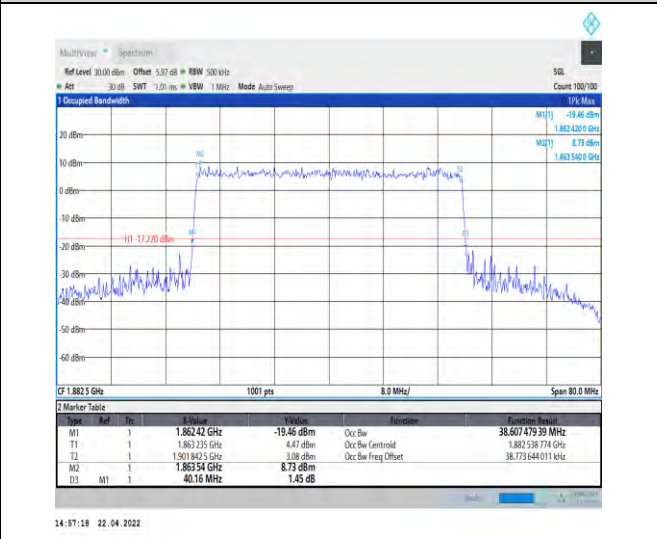 MultiView Spectrum
Ref Level 30.00 dBm Offset 5.97 dB RBW 500 kHz SGL
Att 30 dB SWT 1.01 ms VBW 1 MHz Mode Auto Sweep Count 100/100
1 Occupied Bandwidth 1Pk Max
M1[1] -19.46 dBm
1.862 420 0 GHz
M2[1] 8.73 dBm
1.863 540 0 GHz
20 dBm
M2
10 dBm
0 dBm
-10 dBm
H1 -17.270 dBm
M1
D3
-20 dBm
-30 dBm
-40 dBm
-50 dBm
-60 dBm
CF 1.882 5 GHz 1001 pts 8.0 MHz/ Span 80.0 MHz
2 Marker Table
Type Ref Trc X-Value Y-Value Function Function Result
M1 1 1.862 42 GHz -19.46 dBm Occ Bw 38.607 479 39 MHz
T1 1 1.863 235 GHz 4.47 dBm Occ Bw Centroid 1.882 538 774 GHz
T2 1 1.901 842 5 GHz 3.08 dBm Occ Bw Freq Offset 38.773 644 011 kHz
M2 1 1.863 54 GHz 8.73 dBm
D3 M1 1 40.16 MHz 1.45 dB
14:57:18 22.04.2022